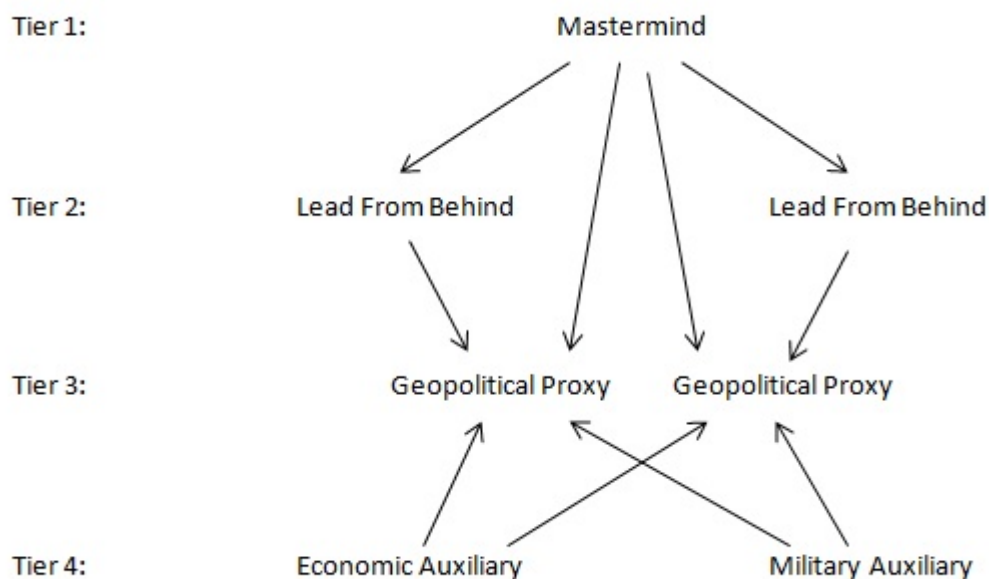 Tier 1: Mastermind
Tier 2: Lead From Behind Lead From Behind
Tier 3: Geopolitical Proxy Geopolitical Proxy
Tier 4: Economic Auxiliary Military Auxiliary